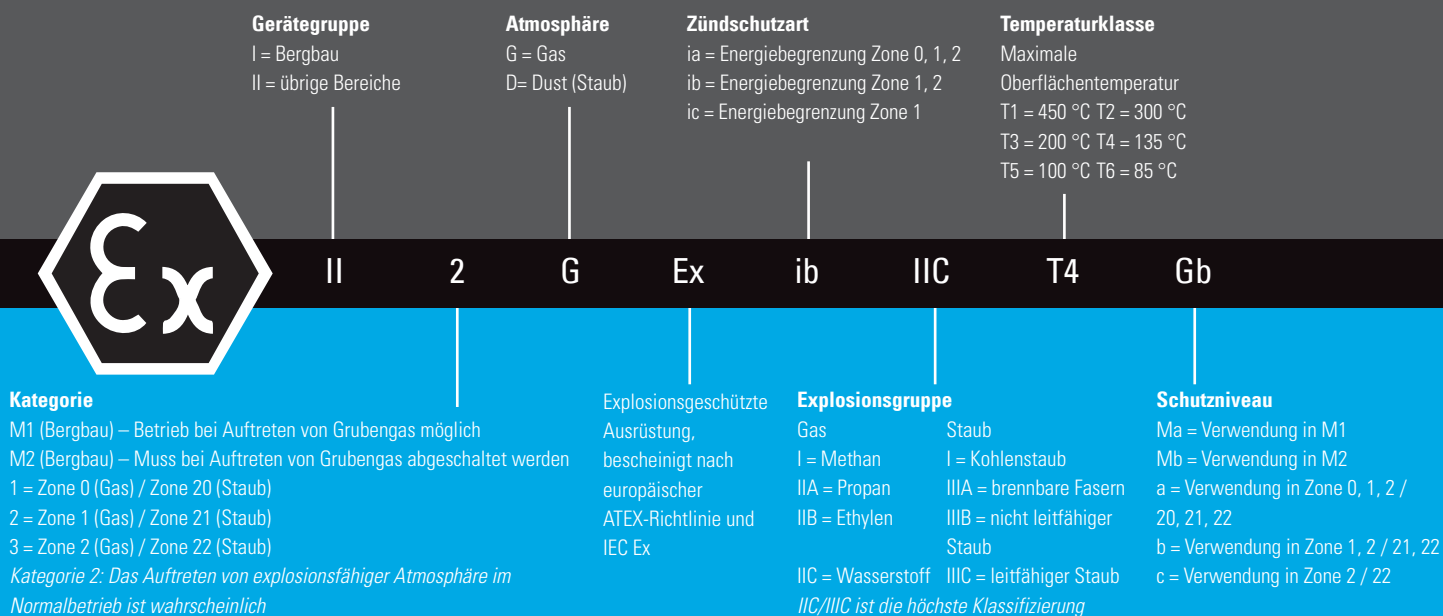 Gerätegruppe
I = Bergbau
II = übrige Bereiche
Atmosphäre
G = Gas
D= Dust (Staub)
Zündschutzart
ia = Energiebegrenzung Zone 0, 1, 2
ib = Energiebegrenzung Zone 1, 2
ic = Energiebegrenzung Zone 1
Temperaturklasse
Maximale
Oberflächentemperatur
T1 = 450 °C T2 = 300 °C
T3 = 200 °C T4 = 135 °C
T5 = 100 °C T6 = 85 °C
Ex II 2 G Ex ib IIC T4 Gb
Kategorie
M1 (Bergbau) – Betrieb bei Auftreten von Grubengas möglich
M2 (Bergbau) – Muss bei Auftreten von Grubengas abgeschaltet werden
1 = Zone 0 (Gas) / Zone 20 (Staub)
2 = Zone 1 (Gas) / Zone 21 (Staub)
3 = Zone 2 (Gas) / Zone 22 (Staub)
Kategorie 2: Das Auftreten von explosionsfähiger Atmosphäre im
Normalbetrieb ist wahrscheinlich
Explosionsgeschützte
Ausrüstung,
bescheinigt nach
europäischer
ATEX-Richtlinie und
IEC Ex
Explosionsgruppe
Gas
I = Methan
IIA = Propan
IIB = Ethylen
IIC = Wasserstoff
Staub
I = Kohlenstaub
IIIA = brennbare Fasern
IIIB = nicht leitfähiger
Staub
IIIC = leitfähiger Staub
IIC/IIIC ist die höchste Klassifizierung
Schutzniveau
Ma = Verwendung in M1
Mb = Verwendung in M2
a = Verwendung in Zone 0, 1, 2 /
20, 21, 22
b = Verwendung in Zone 1, 2 / 21, 22
c = Verwendung in Zone 2 / 22